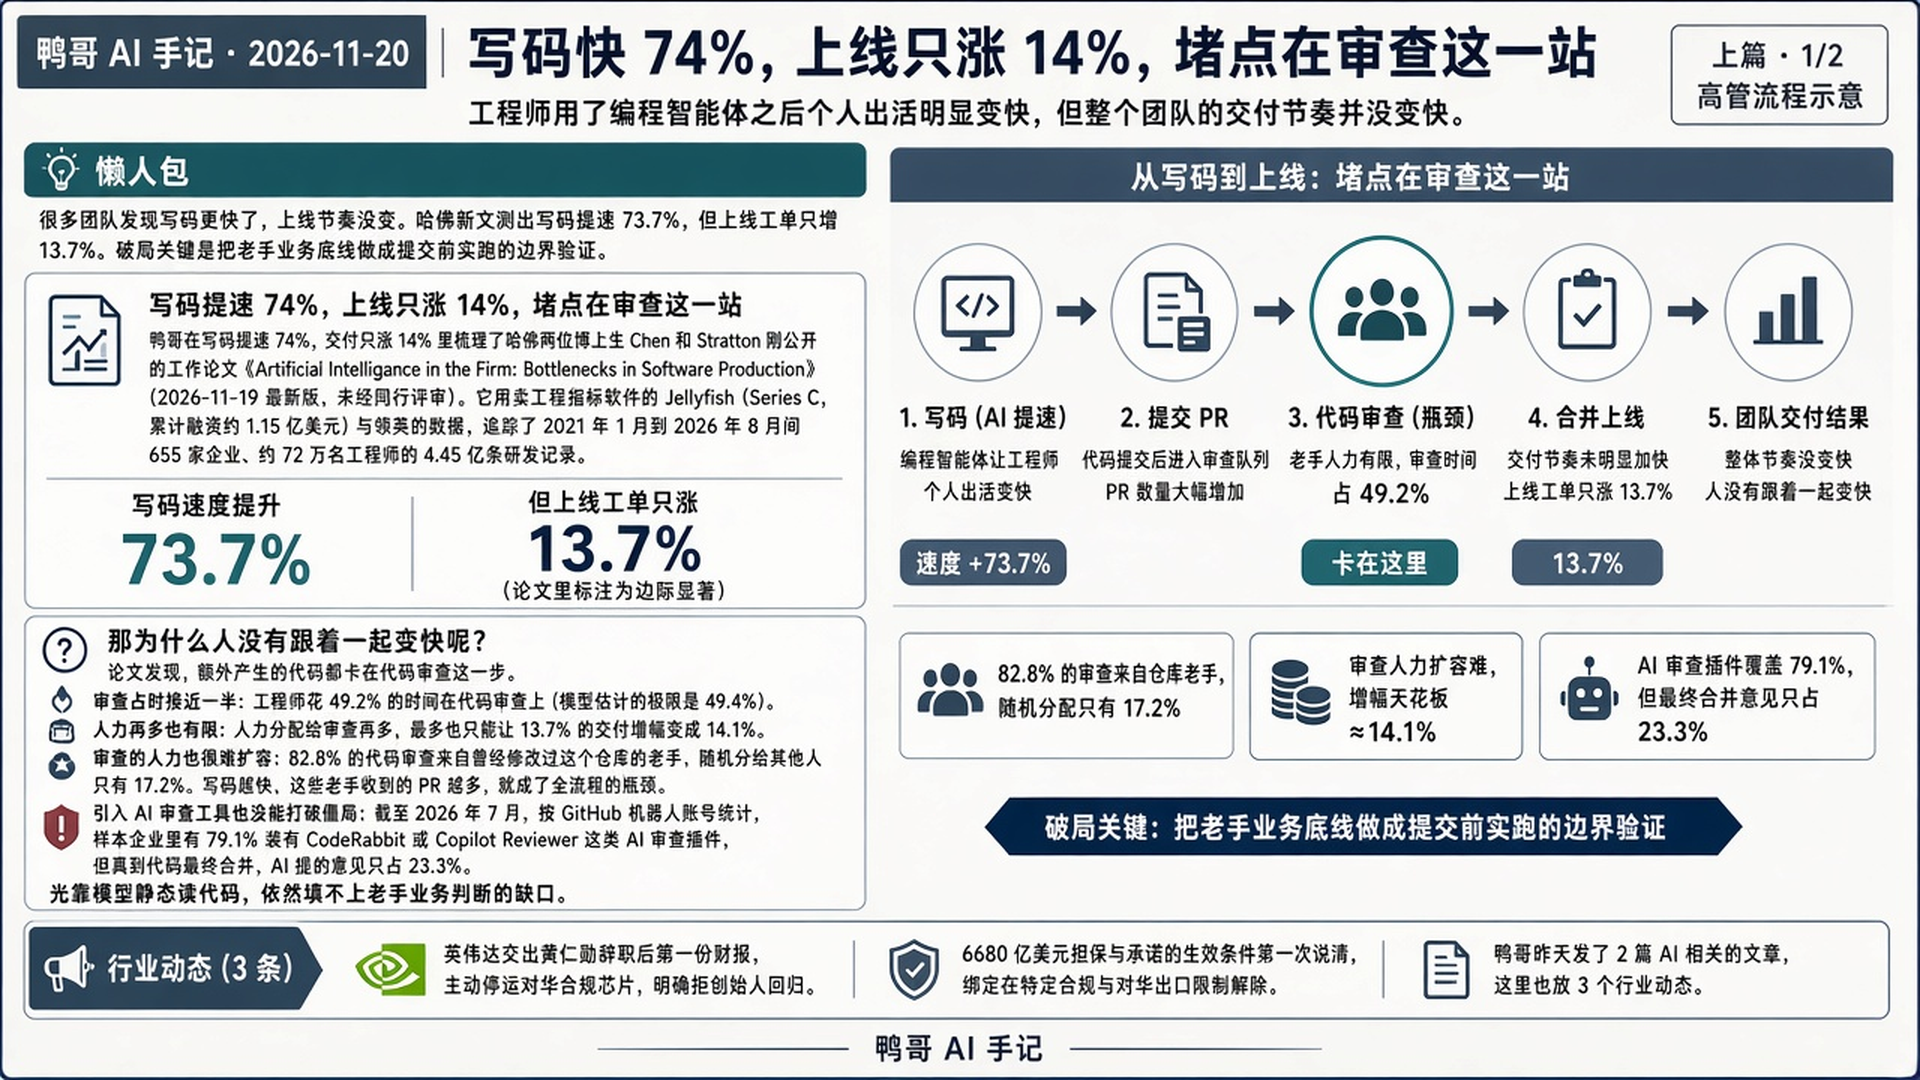 鸭哥 AI 手记 · 2026-11-20
写码快 74%，上线只涨 14%，堵点在审查这一站
工程师用了编程智能体之后个人出活明显变快，但整个团队的交付节奏并没变快。
上篇 · 1/2
高管流程示意
懒人包
很多团队发现写码更快了，上线节奏没变。哈佛新文测出写码提速 73.7%，但上线工单只增
13.7%。破局关键是把老手业务底线做成提交前实跑的边界验证。
写码提速 74%，上线只涨 14%，堵点在审查这一站
鸭哥在写码提速 74%，交付只涨 14% 里梳理了哈佛两位博士生 Chen 和 Stratton 刚公开
的工作论文《Artificial Intelligence in the Firm: Bottlenecks in Software Production》
（2026-11-19 最新版，未经同行评审）。它用卖工程指标软件的 Jellyfish（Series C，
累计融资约 1.15 亿美元）与领英的数据，追踪了 2021 年 1 月到 2026 年 8 月间
655 家企业、约 72 万名工程师的 4.45 亿条研发记录。
写码速度提升
73.7%
但上线工单只涨
13.7%
（论文里标注为边际显著）
那为什么人没有跟着一起变快呢？
论文发现，额外产生的代码都卡在代码审查这一步。
审查占时接近一半：工程师花 49.2% 的时间在代码审查上（模型估计的极限是 49.4%）。
人力再多也有限：人力分配给审查再多，最多也只能让 13.7% 的交付增幅变成 14.1%。
审查的人力也很难扩容：82.8% 的代码审查来自曾经修改过这个仓库的老手，随机分给其他人
只有 17.2%。写码越快，这些老手收到的 PR 越多，就成了全流程的瓶颈。
引入 AI 审查工具也没能打破僵局：截至 2026 年 7 月，按 GitHub 机器人账号统计，
样本企业里有 79.1% 装有 CodeRabbit 或 Copilot Reviewer 这类 AI 审查插件，
但真到代码最终合并，AI 提的意见只占 23.3%。
光靠模型静态读代码，依然填不上老手业务判断的缺口。
从写码到上线：堵点在审查这一站
1. 写码（AI 提速）
编程智能体让工程师
个人出活变快
速度 +73.7%
2. 提交 PR
代码提交后进入审查队列
PR 数量大幅增加
3. 代码审查（瓶颈）
老手人力有限，审查时间
占 49.2%
卡在这里
4. 合并上线
交付节奏未明显加快
上线工单只涨 13.7%
13.7%
5. 团队交付结果
整体节奏没变快
人没有跟着一起变快
82.8% 的审查来自仓库老手，
随机分配只有 17.2%
审查人力扩容难，
增幅天花板
≈14.1%
AI 审查插件覆盖 79.1%，
但最终合并意见只占
23.3%
破局关键：把老手业务底线做成提交前实跑的边界验证
行业动态（3 条）
英伟达交出黄仁勋辞职后第一份财报，
主动停运对华合规芯片，明确拒创始人回归。
6680 亿美元担保与承诺的生效条件第一次说清，
绑定在特定合规与对华出口限制解除。
鸭哥昨天发了 2 篇 AI 相关的文章，
这里也放 3 个行业动态。
鸭哥 AI 手记